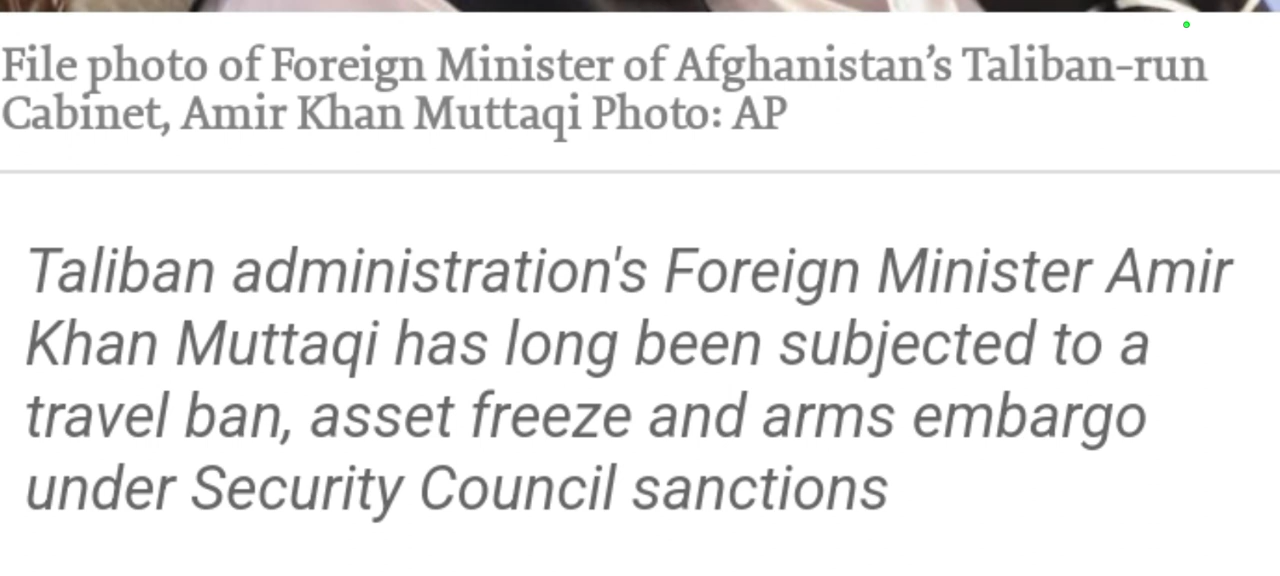 File photo of Foreign Minister of Afghanistan’s Taliban-run
Cabinet, Amir Khan Muttaqi Photo: AP
Taliban administration's Foreign Minister Amir
Khan Muttaqi has long been subjected to a
travel ban, asset freeze and arms embargo
under Security Council sanctions